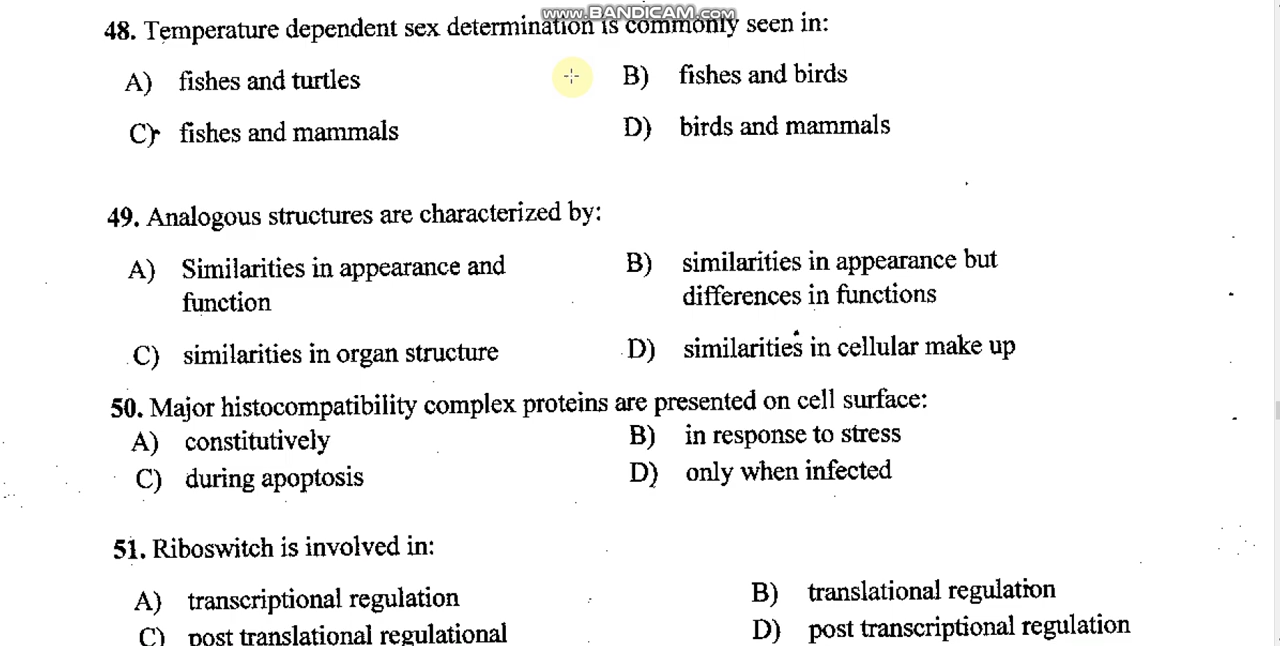 www.BANDICAM.com
48. Temperature dependent sex determination is commonly seen in:
A) fishes and turtles
B) fishes and birds
C) fishes and mammals
D) birds and mammals
49. Analogous structures are characterized by:
A) Similarities in appearance and
function
B) similarities in appearance but
differences in functions
C) similarities in organ structure
D) similarities in cellular make up
50. Major histocompatibility complex proteins are presented on cell surface:
A) constitutively
B) in response to stress
C) during apoptosis
D) only when infected
51. Riboswitch is involved in:
A) transcriptional regulation
B) translational regulation
C) post translational regulational
D) post transcriptional regulation